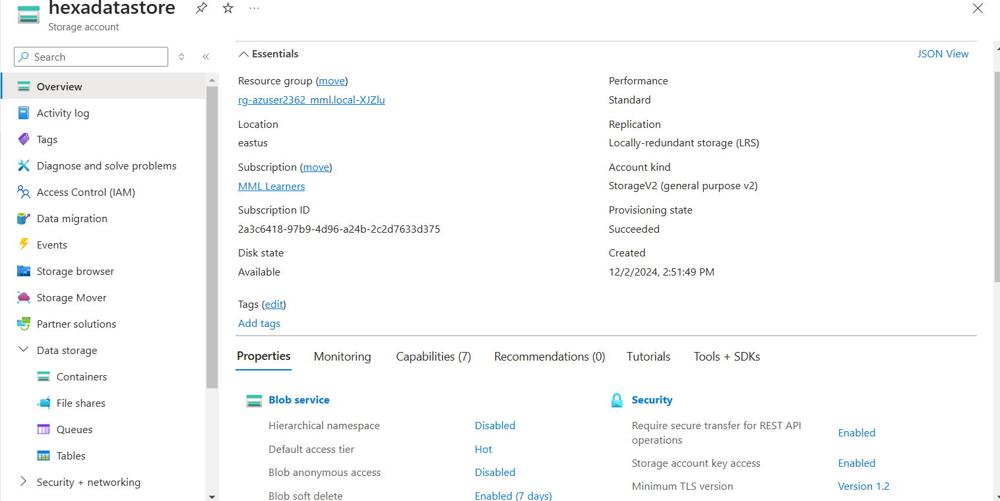 hexadatastore
...
Storage account
Search
Overview
Activity log
Tags
Diagnose and solve problems
Access Control (IAM)
Data migration
Events
Storage browser
Storage Mover
Partner solutions
Data storage
Containers
File shares
Queues
Tables
Security + networking
Essentials
JSON View
Resource group (move)
rg-azuser2362_mml.local-XJZlu
Location
eastus
Subscription (move)
MML Learners
Subscription ID
2a3c6418-97b9-4d96-a24b-2c2d7633d375
Disk state
Available
Performance
Standard
Replication
Locally-redundant storage (LRS)
Account kind
StorageV2 (general purpose v2)
Provisioning state
Succeeded
Created
12/2/2024, 2:51:49 PM
Tags (edit)
Add tags
Properties Monitoring Capabilities (7) Recommendations (0) Tutorials Tools + SDKs
Blob service
Hierarchical namespace Disabled
Default access tier Hot
Blob anonymous access Disabled
Blob soft delete Enabled (7 days)
Security
Require secure transfer for REST API
operations Enabled
Storage account key access Enabled
Minimum TLS version Version 1.2